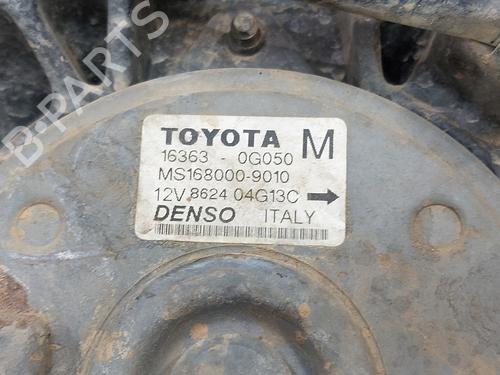 B-PARTS
TOYOTA M
16363 - 0G050
MS168000-9010
12V 8624 04G13C →
DENSO ITALY